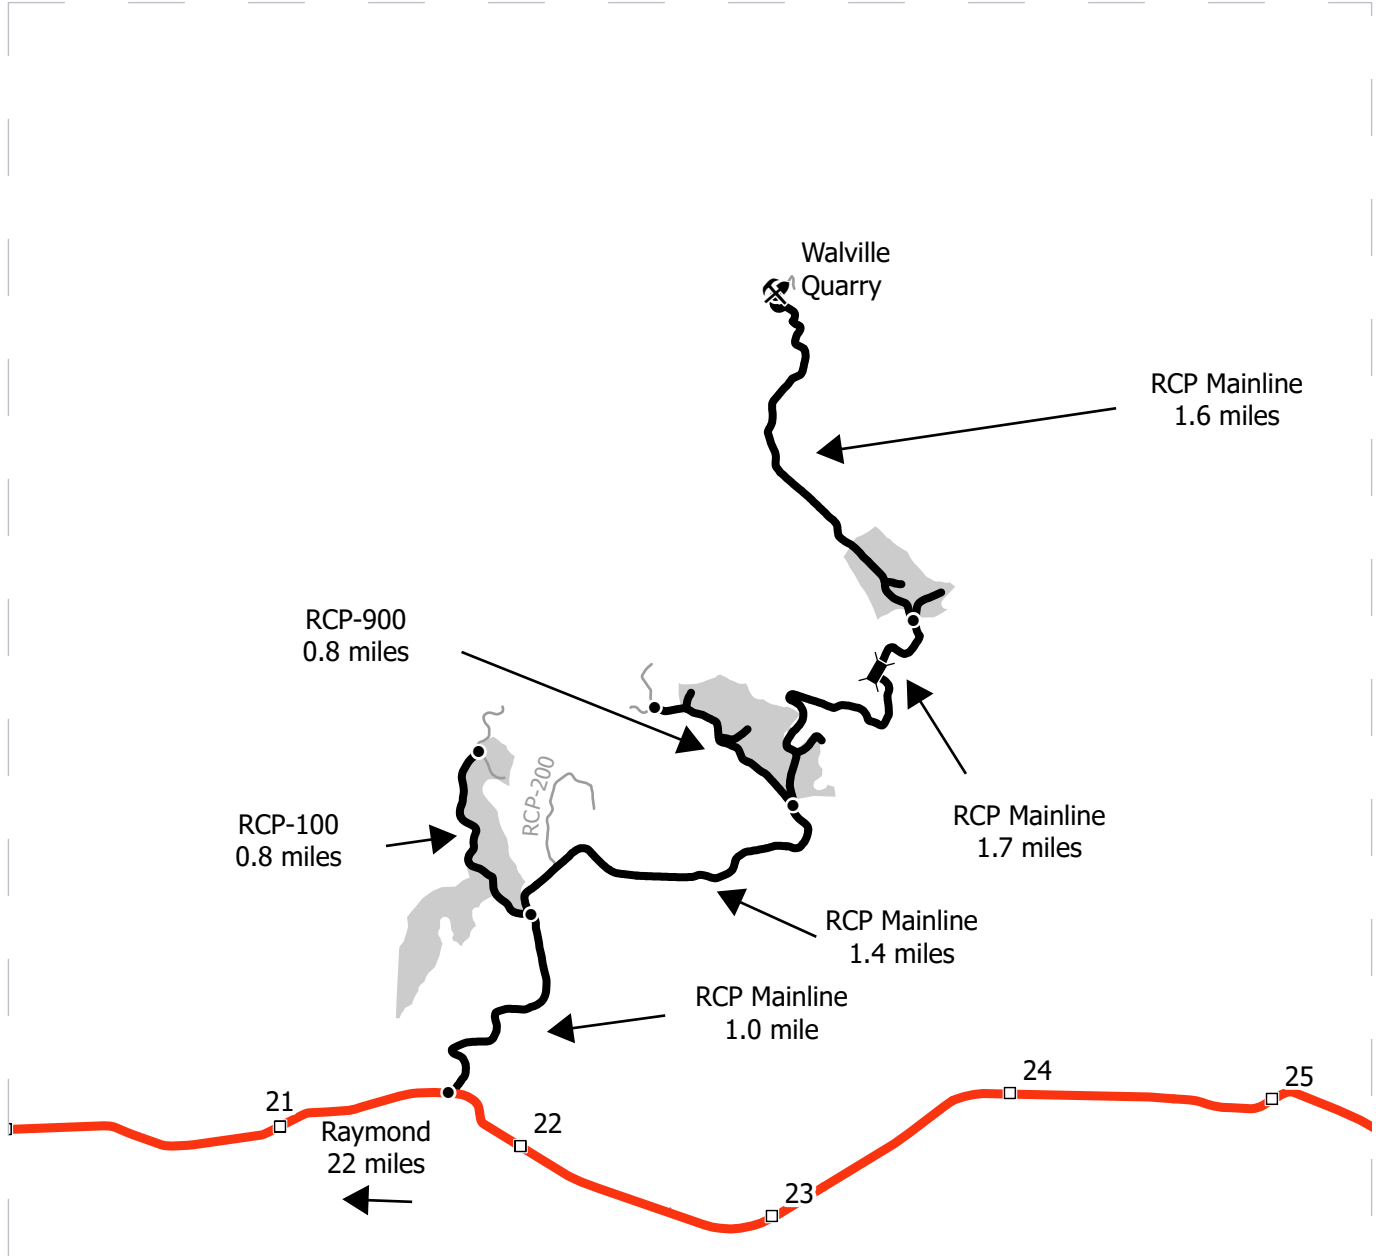 Walville
Quarry
RCP Mainline
1.6 miles
RCP-900
0.8 miles
RCP-200
RCP-100
0.8 miles
RCP Mainline
1.7 miles
RCP Mainline
1.4 miles
RCP Mainline
1.0 mile
24
25
21
22
Raymond
22 miles
23